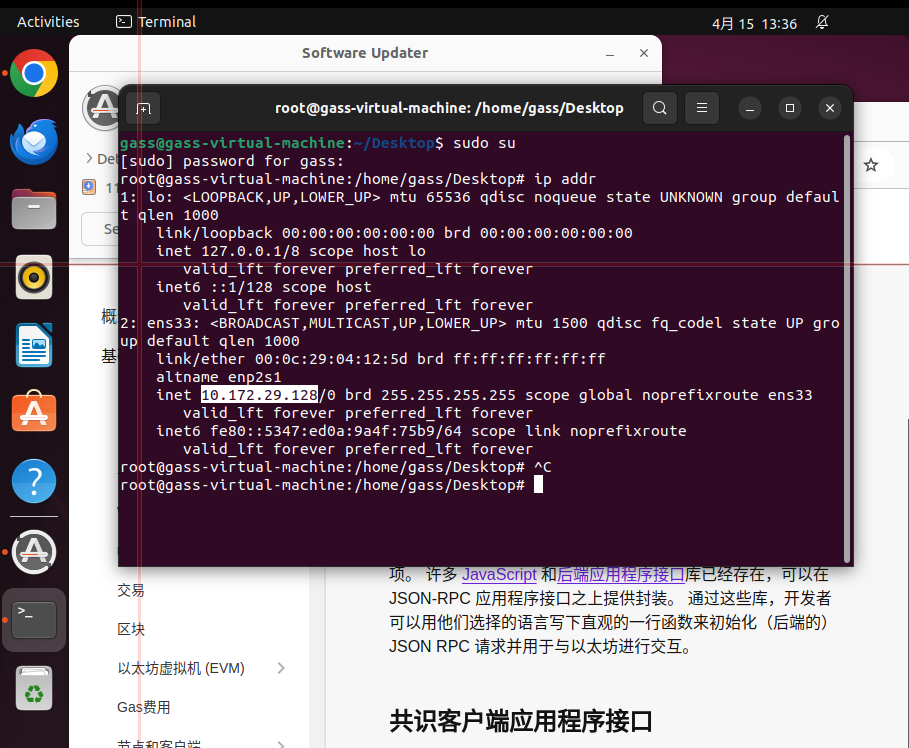 Activities
Terminal
4月 15 13:36
Software Updater
root@gass-virtual-machine: /home/gass/Desktop
gass@gass-virtual-machine:~/Desktop$ sudo su
[sudo] password for gass:
root@gass-virtual-machine:/home/gass/Desktop# ip addr
1: lo: <LOOPBACK,UP,LOWER_UP> mtu 65536 qdisc noqueue state UNKNOWN group defaul
t qlen 1000
link/loopback 00:00:00:00:00:00 brd 00:00:00:00:00:00
inet 127.0.0.1/8 scope host lo
valid_lft forever preferred_lft forever
inet6 ::1/128 scope host
valid_lft forever preferred_lft forever
2: ens33: <BROADCAST,MULTICAST,UP,LOWER_UP> mtu 1500 qdisc fq_codel state UP gro
up default qlen 1000
link/ether 00:0c:29:04:12:5d brd ff:ff:ff:ff:ff:ff
altname enp2s1
inet 10.172.29.128/0 brd 255.255.255.255 scope global noprefixroute ens33
valid_lft forever preferred_lft forever
inet6 fe80::5347:ed0a:9a4f:75b9/64 scope link noprefixroute
valid_lft forever preferred_lft forever
root@gass-virtual-machine:/home/gass/Desktop# ^C
root@gass-virtual-machine:/home/gass/Desktop#
概
基
交易
区块
以太坊虚拟机 (EVM)
Gas费用
节点和客户端
项。 许多 JavaScript 和后端应用程序接口库已经存在，可以在
JSON-RPC 应用程序接口之上提供封装。 通过这些库，开发者
可以用他们选择的语言写下直观的一行函数来初始化（后端的）
JSON RPC 请求并用于与以太坊进行交互。
共识客户端应用程序接口